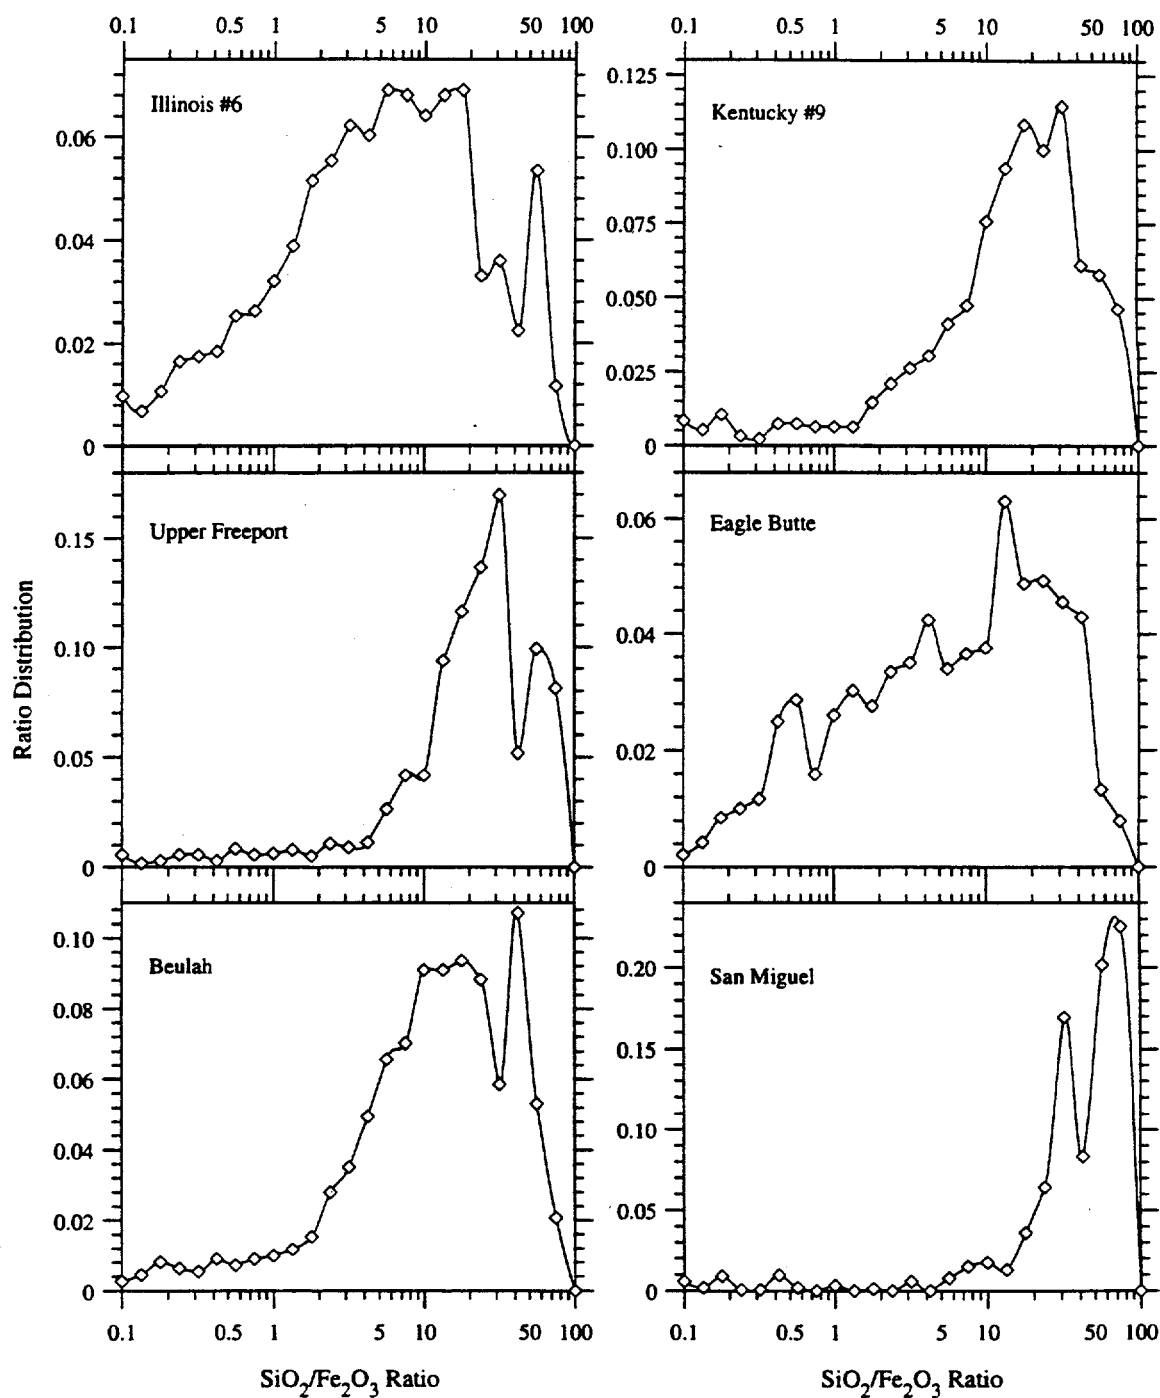 0.1 0.5 1 5 10 50 100
0.1 0.5 1 5 10 50 100
Illinois #6
0.06
0.04
0.02
0
Kentucky #9
0.125
0.100
0.075
0.050
0.025
0
Upper Freeport
0.15
0.10
0.05
0
Eagle Butte
0.06
0.04
0.02
0
Ratio Distribution
Beulah
0.10
0.08
0.06
0.04
0.02
0
San Miguel
0.20
0.15
0.10
0.05
0
0.1 0.5 1 5 10 50 100
0.1 0.5 1 5 10 50 100
SiO2/Fe2O3 Ratio
SiO2/Fe2O3 Ratio